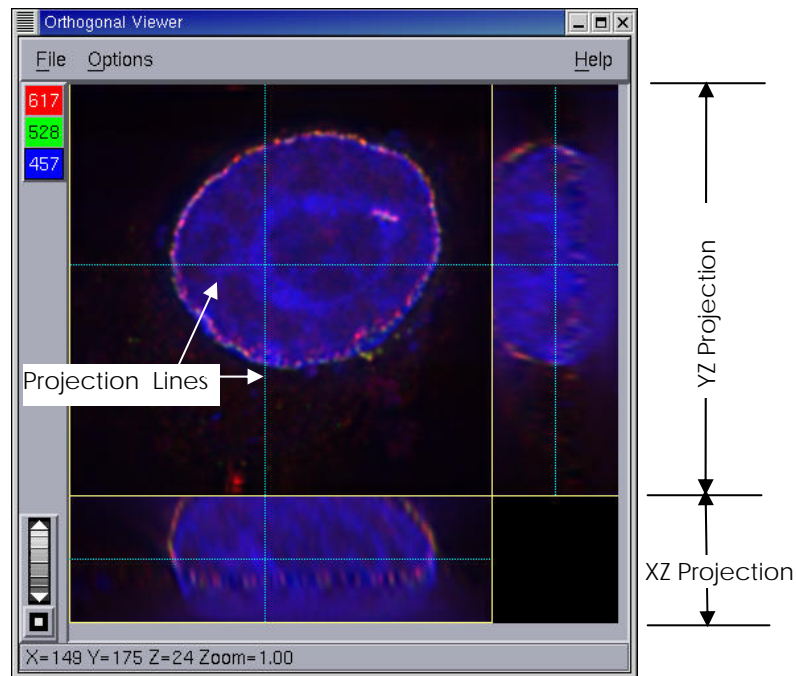 Orthogonal Viewer
File Options Help
617
528
457
Projection Lines
YZ Projection
XZ Projection
X=149 Y=175 Z=24 Zoom=1.00